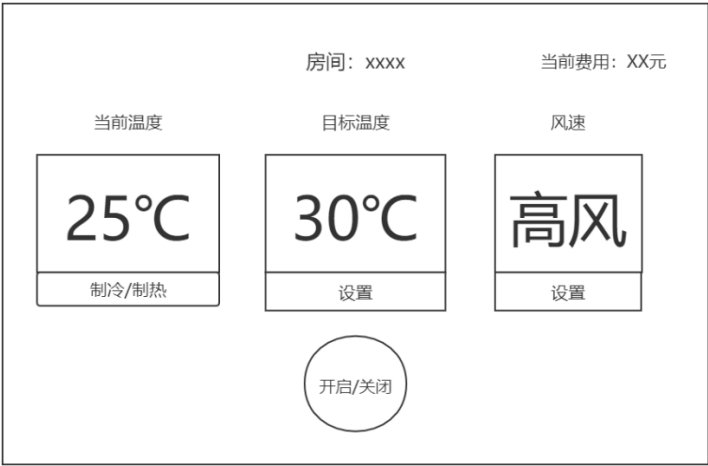 房间：xxxx
当前费用：XX元
当前温度
目标温度
风速
25℃
30℃
高风
制冷/制热
设置
设置
开启/关闭